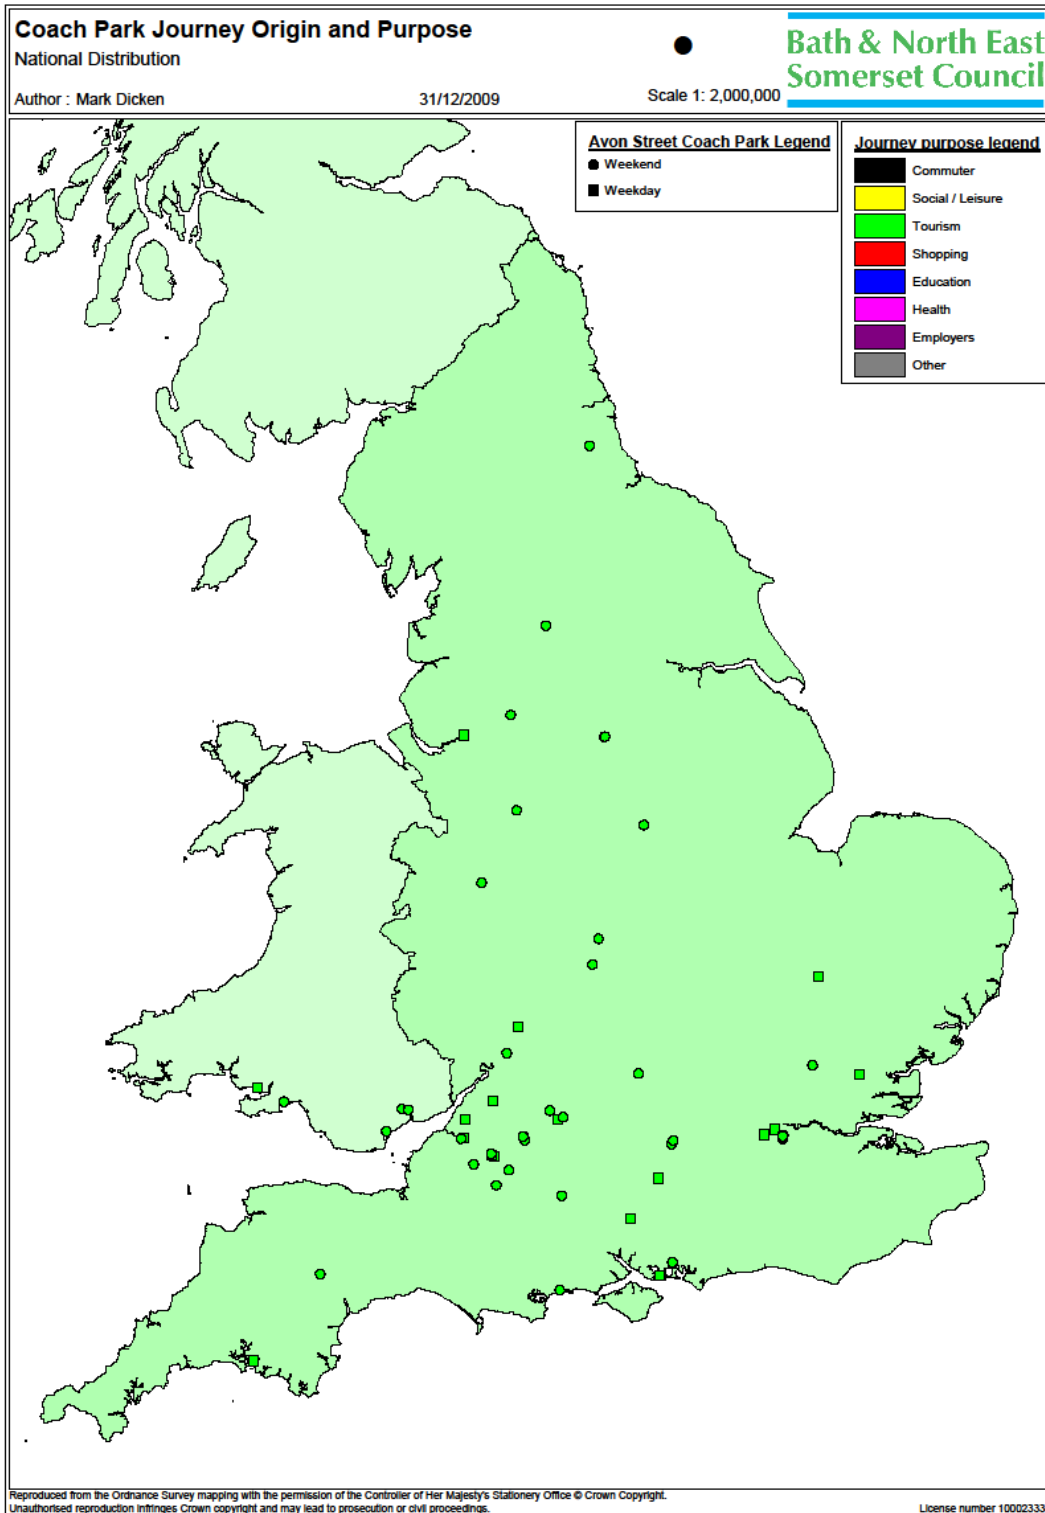 Coach Park Journey Origin and Purpose
National Distribution
Author : Mark Dicken
31/12/2009
Scale 1: 2,000,000
Bath & North East
Somerset Council
Avon Street Coach Park Legend
Weekend
Weekday
Journey purpose legend
Commuter
Social / Leisure
Tourism
Shopping
Education
Health
Employers
Other
Reproduced from the Ordnance Survey mapping with the permission of the Controller of Her Majesty's Stationery Office © Crown Copyright.
Unauthorised reproduction infringes Crown copyright and may lead to prosecution or civil proceedings.
License number 10002333